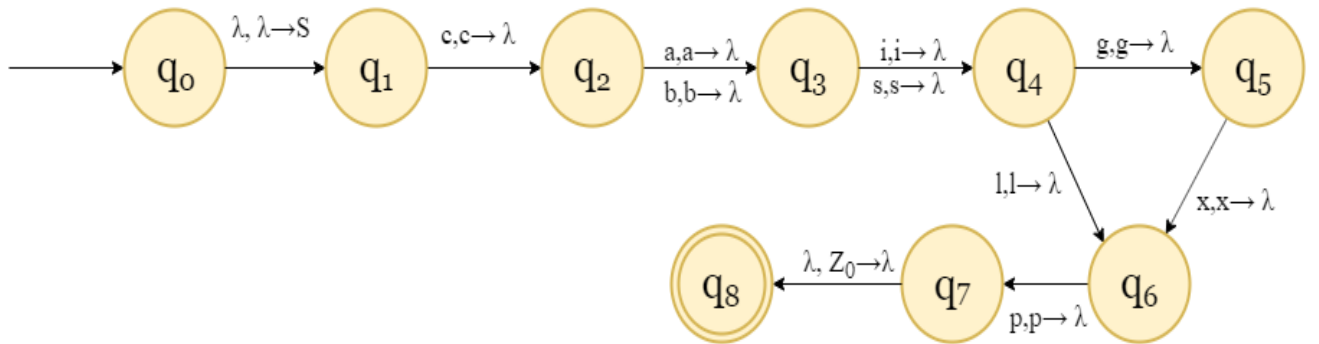 λ, λ→S
c,c→ λ
a,a→ λ
i,i→ λ
g,g→ λ
q₀
q₁
q₂
q₃
q₄
q₅
b,b→ λ
s,s→ λ
l,l→ λ
x,x→ λ
λ, Z₀→λ
q₈
q₇
q₆
p,p→ λ